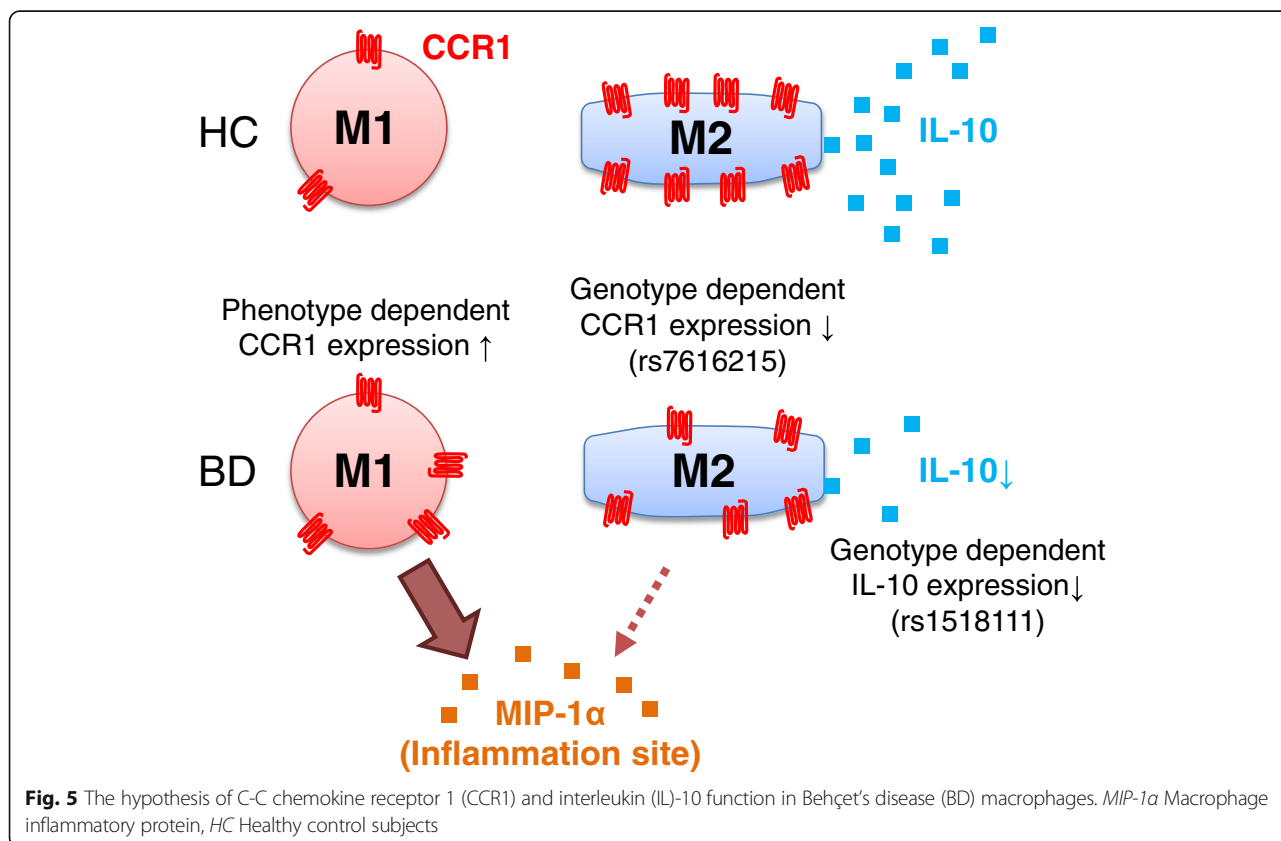 CCR1
HC
M1
M2
IL-10
Phenotype dependent
CCR1 expression ↑
Genotype dependent
CCR1 expression ↓
(rs7616215)
BD
M1
M2
IL-10↓
Genotype dependent
IL-10 expression↓
(rs1518111)
MIP-1α
(Inflammation site)
Fig. 5 The hypothesis of C-C chemokine receptor 1 (CCR1) and interleukin (IL)-10 function in Behçet's disease (BD) macrophages. MIP-1α Macrophage
inflammatory protein, HC Healthy control subjects